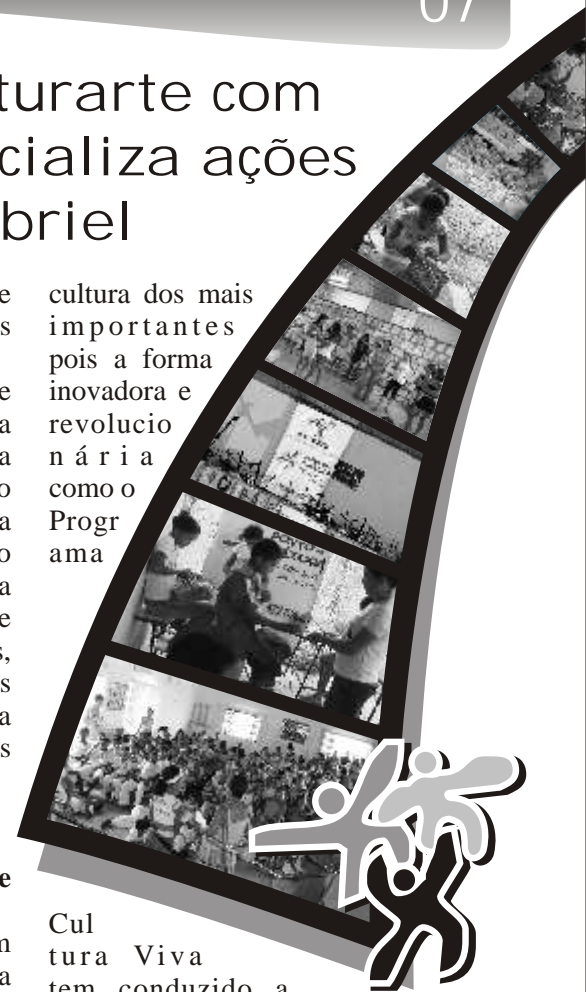 07
turarte com
cializa ações
briel
e
s
e
a
a
o
a
o
a
e
s,
s
a
s
e
m
a
cultura dos mais
importantes
pois a forma
inovadora e
revolucio
nária
como o
Progr
ama
Cul
tura Viva
tem conduzido a